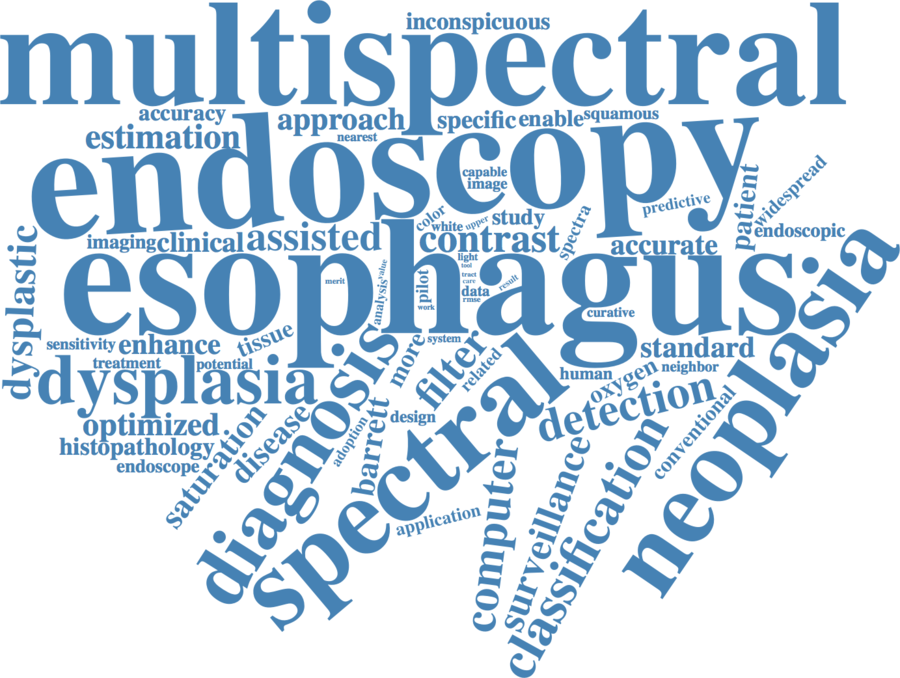 inconspicuous
multispectral
accuracy
approach
specific
enable
squamous
estimation
nearest
endoscopy
capable
image
predictive
patient
widespread
color
white
upper
study
spectra
endoscopic
imaging
clinical
assisted
contrast
accurate
dysplastic
esophagus
light
tool
tract
care
result
merit
analysis
value
pilot
data
rmse
work
curative
neoplasia
sensitivity
enhance
tissue
system
standard
treatment
potential
dysplasia
diagnosis
more
filter
related
human
oxygen
neighbor
optimized
disease
design
detection
conventional
histopathology
adoption
barrett
spectral
endoscope
saturation
application
computer
surveillance
classification